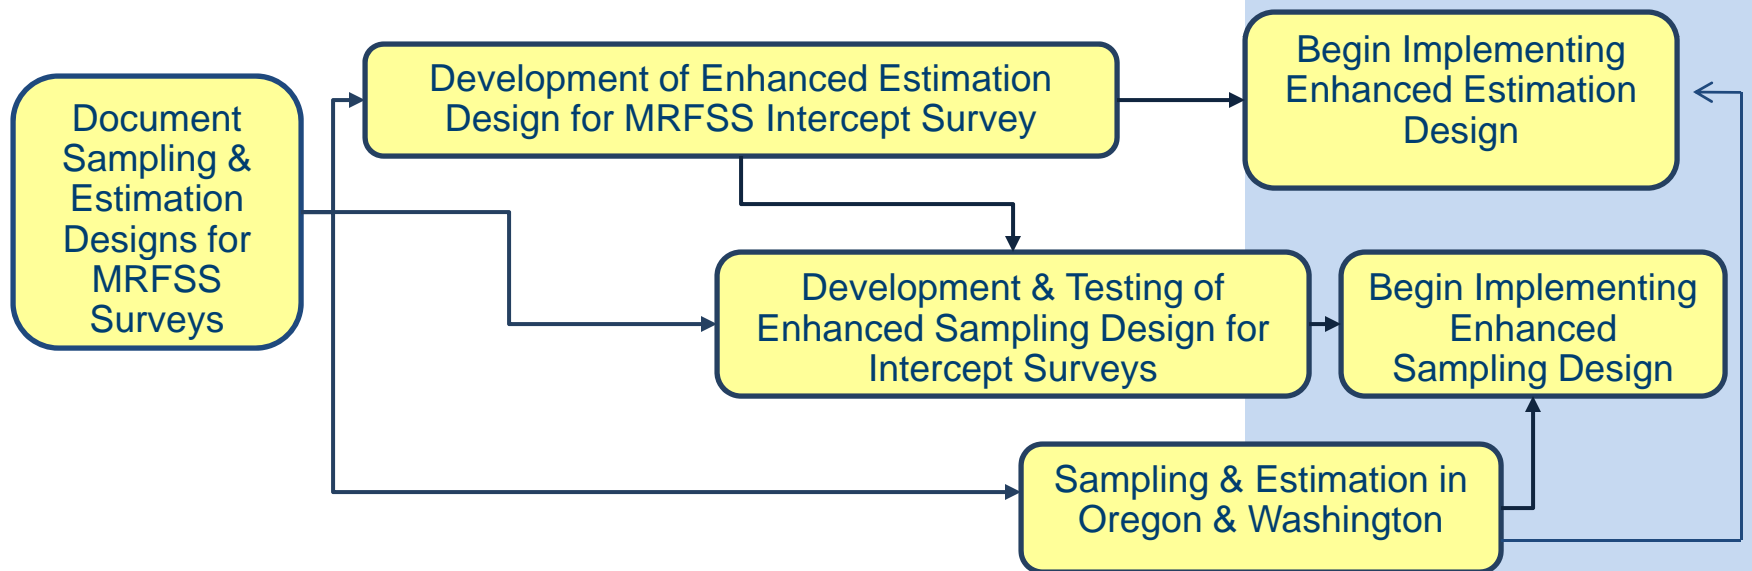 Document
Sampling &
Estimation
Designs for
MRFSS
Surveys
Development of Enhanced Estimation
Design for MRFSS Intercept Survey
Begin Implementing
Enhanced Estimation
Design
Development & Testing of
Enhanced Sampling Design for
Intercept Surveys
Begin Implementing
Enhanced
Sampling Design
Sampling & Estimation in
Oregon & Washington